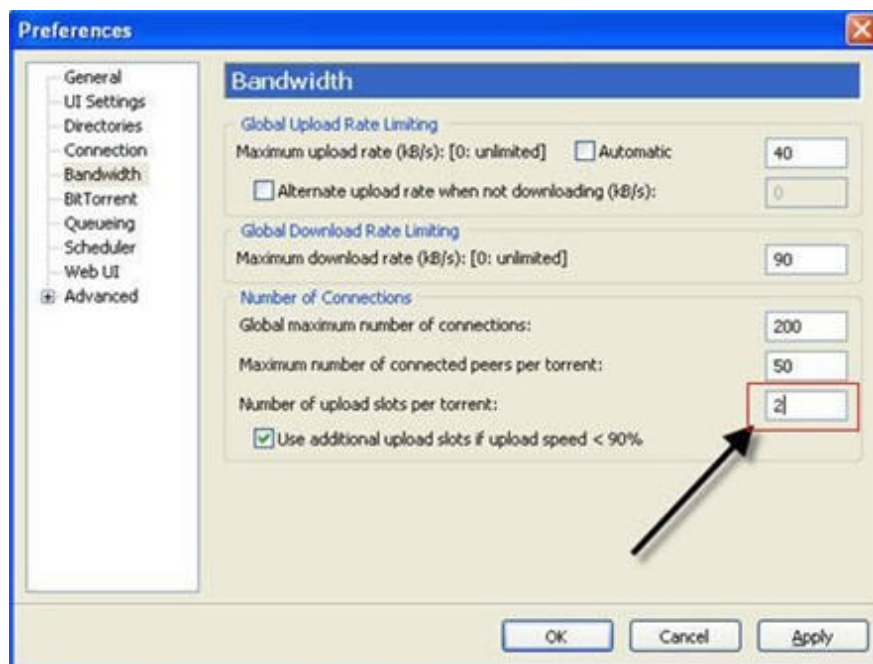 Preferences
General
UI Settings
Directories
Connection
Bandwidth
BitTorrent
Queueing
Scheduler
Web UI
Advanced
Bandwidth
Global Upload Rate Limiting
Maximum upload rate (kB/s): [0: unlimited] Automatic 40
Alternate upload rate when not downloading (kB/s): 0
Global Download Rate Limiting
Maximum download rate (kB/s): [0: unlimited] 90
Number of Connections
Global maximum number of connections: 200
Maximum number of connected peers per torrent: 50
Number of upload slots per torrent: 2
Use additional upload slots if upload speed < 90%
OK Cancel Apply